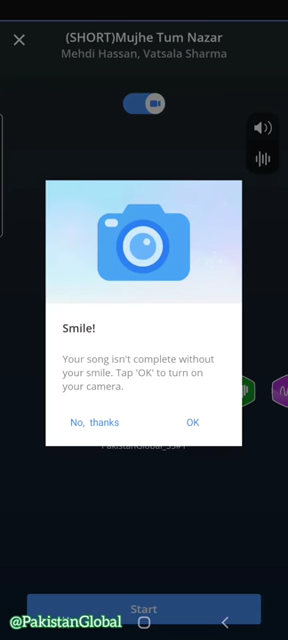 (SHORT)Mujhe Tum Nazar
Mehdi Hassan, Vatsala Sharma
Smile!
Your song isn't complete without
your smile. Tap 'OK' to turn on
your camera.
No, thanks
OK
Start
@PakistanGlobal